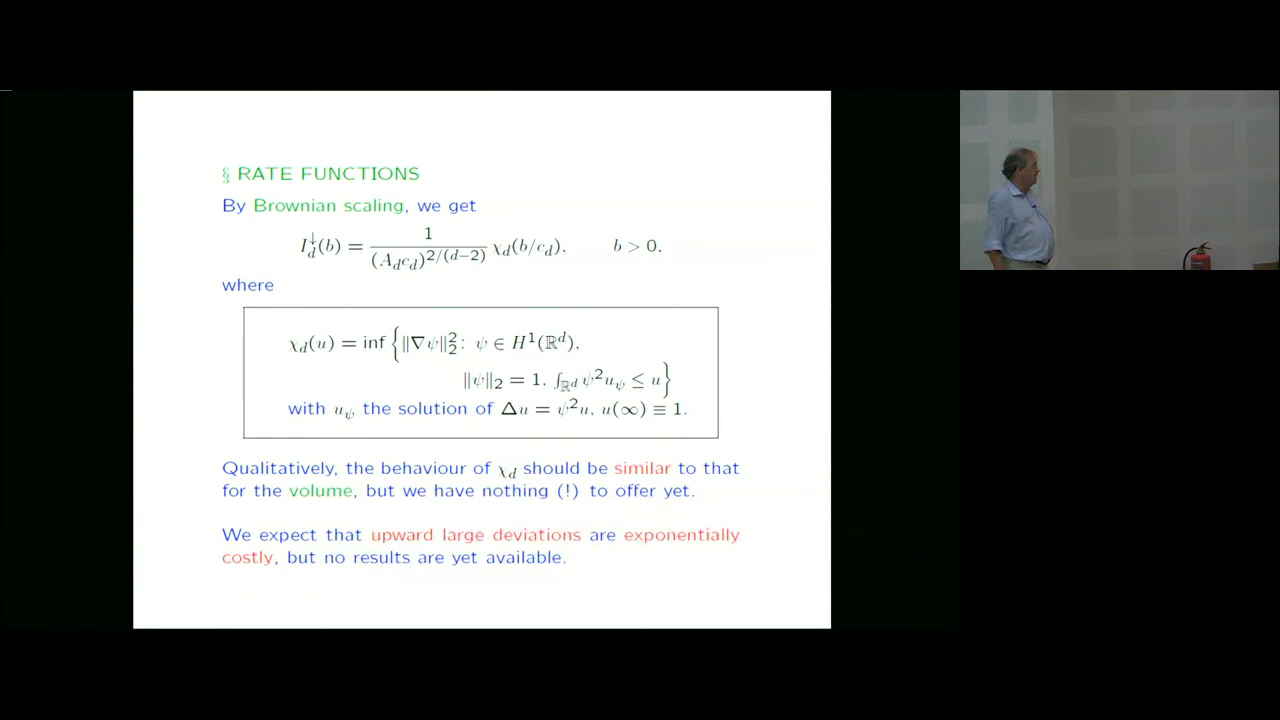 § RATE FUNCTIONS
By Brownian scaling, we get
I_d^↓(b) = 1/(A_d c_d)^{2/(d−2)} χ_d(b/c_d), b > 0,
where
χ_d(u) = inf { ‖∇ψ‖_2^2 : ψ ∈ H^1(ℝ^d),
‖ψ‖_2 = 1, ∫_{ℝ^d} ψ^2 u_ψ ≤ u }
with u_ψ the solution of Δu = ψ^2 u, u(∞) ≡ 1.
Qualitatively, the behaviour of χ_d should be similar to that
for the volume, but we have nothing (!) to offer yet.
We expect that upward large deviations are exponentially
costly, but no results are yet available.